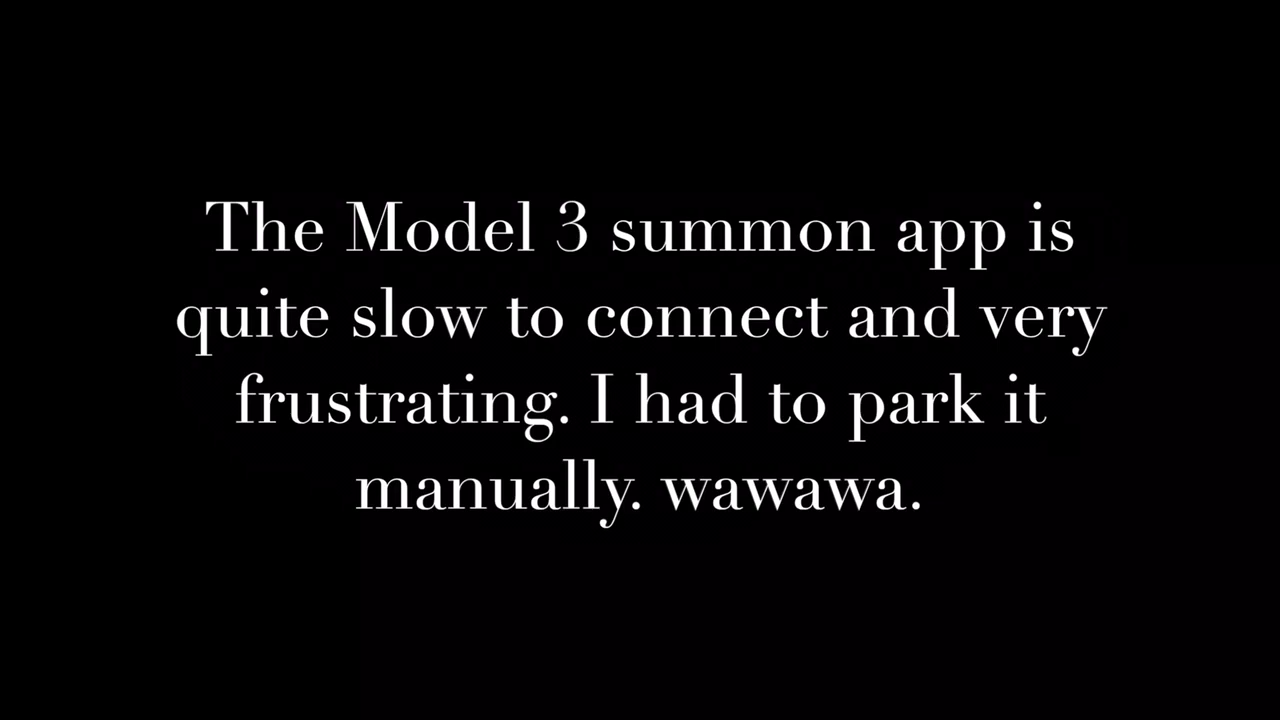 The Model 3 summon app is
quite slow to connect and very
frustrating. I had to park it
manually. wawawa.